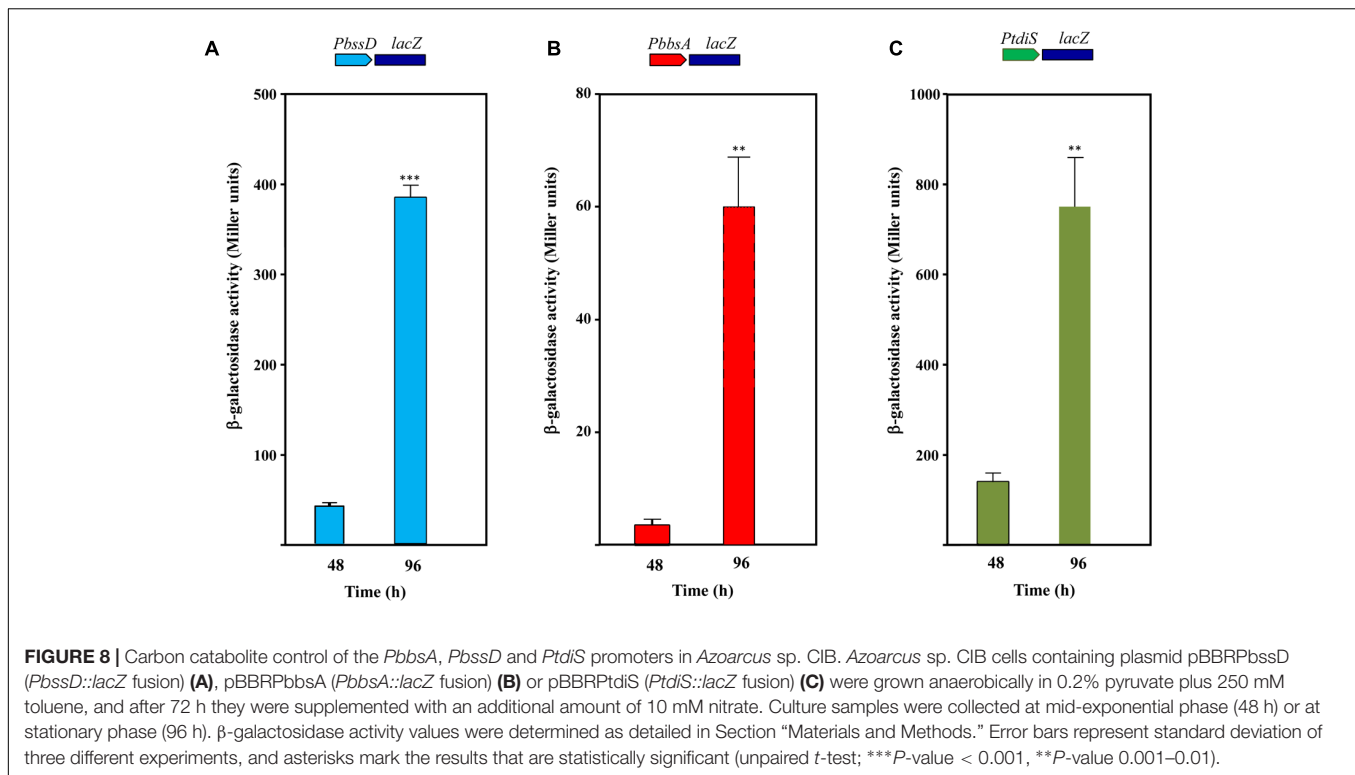 A PbssD lacZ
500
400
300
200
100
β-galactosidase activity (Miller units)
***
48 96
Time (h)
B PbbsA lacZ
80
60
40
20
β-galactosidase activity (Miller units)
**
48 96
Time (h)
C PtdiS lacZ
1000
800
600
400
200
β-galactosidase activity (Miller units)
**
48 96
Time (h)
FIGURE 8 | Carbon catabolite control of the PbbsA, PbssD and PtdiS promoters in Azoarcus sp. CIB. Azoarcus sp. CIB cells containing plasmid pBBRPbssD
(PbssD::lacZ fusion) (A), pBBRPbbsA (PbbsA::lacZ fusion) (B) or pBBRPtdiS (PtdiS::lacZ fusion) (C) were grown anaerobically in 0.2% pyruvate plus 250 mM
toluene, and after 72 h they were supplemented with an additional amount of 10 mM nitrate. Culture samples were collected at mid-exponential phase (48 h) or at
stationary phase (96 h). β-galactosidase activity values were determined as detailed in Section “Materials and Methods.” Error bars represent standard deviation of
three different experiments, and asterisks mark the results that are statistically significant (unpaired t-test; ***P-value < 0.001, **P-value 0.001–0.01).